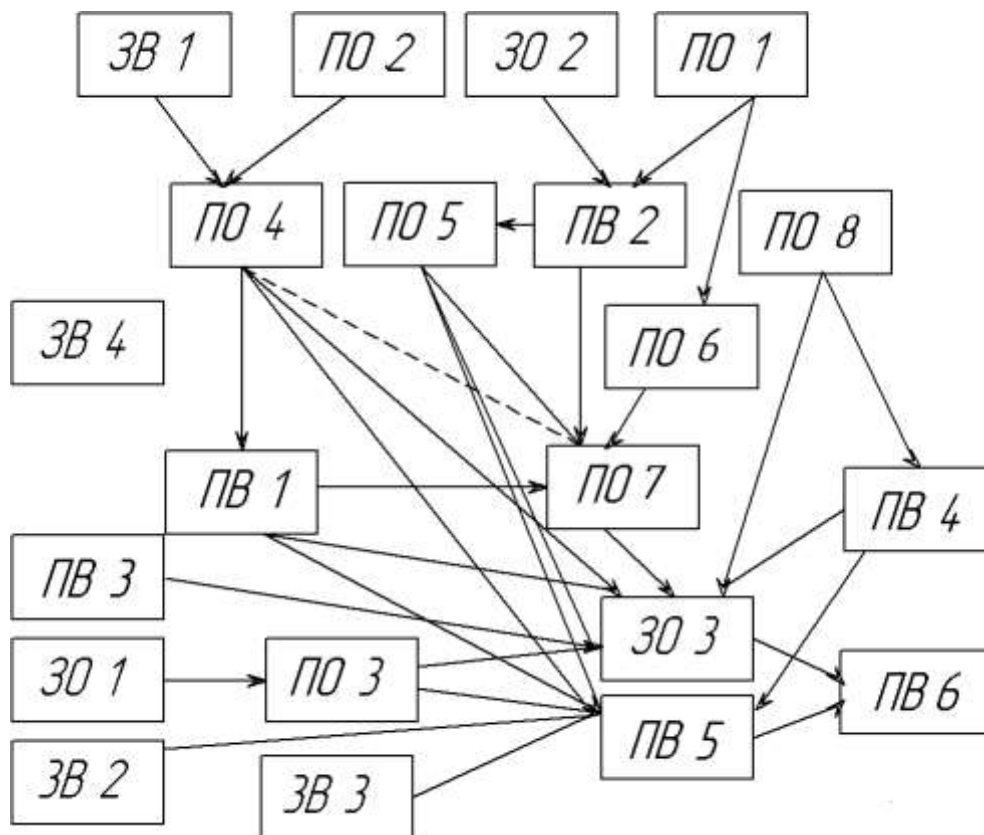 ЗВ 1
ПО 2
ЗО 2
ПО 1
ПО 4
ПО 5
ПВ 2
ПО 8
ЗВ 4
ПО 6
ПВ 1
ПО 7
ПВ 4
ПВ 3
ЗО 3
ЗО 1
ПО 3
ПВ 6
ПВ 5
ЗВ 2
ЗВ 3